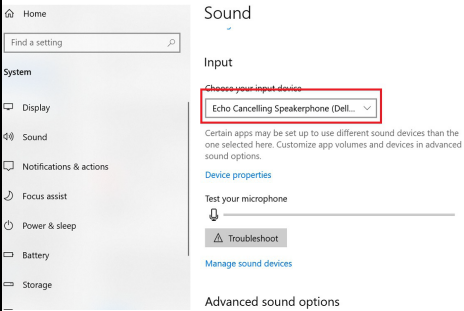 Home
Find a setting
System
Display
Sound
Notifications & actions
Focus assist
Power & sleep
Battery
Storage
Sound
Input
Choose your input device
Echo Cancelling Speakerphone (Dell...
Certain apps may be set up to use different sound devices than the
one selected here. Customize app volumes and devices in advanced
sound options.
Device properties
Test your microphone
Troubleshoot
Manage sound devices
Advanced sound options